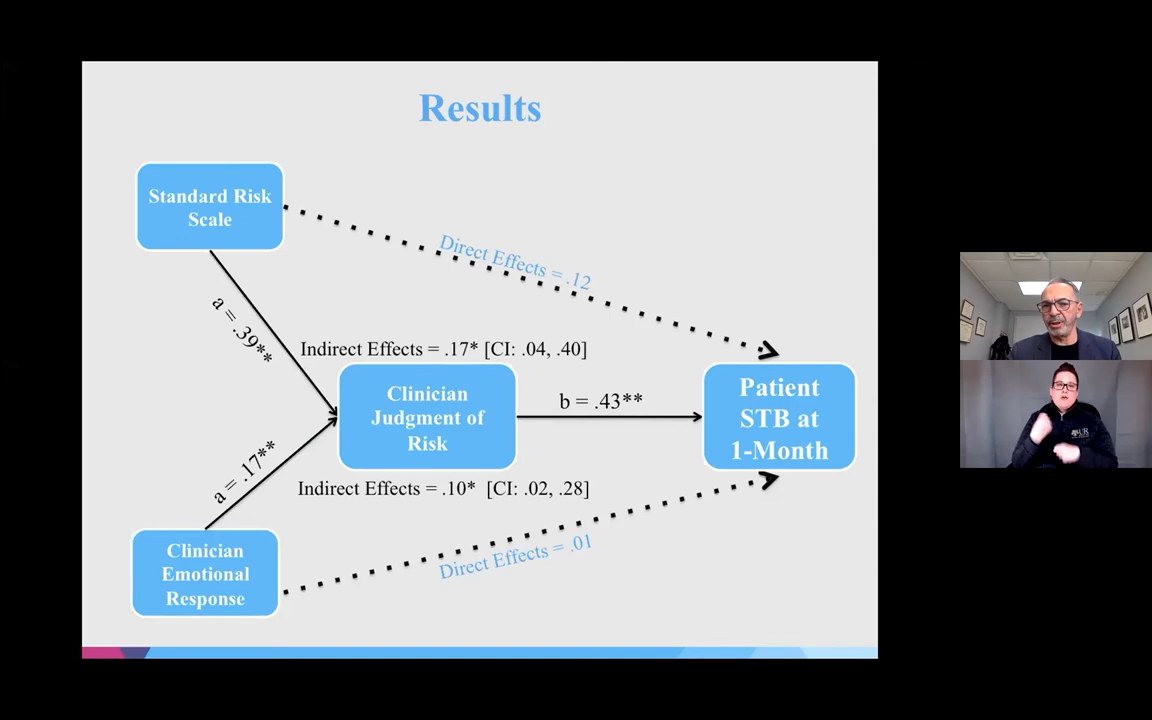 Results
Standard Risk
Scale
Direct Effects = .12
a = .39**
Indirect Effects = .17* [CI: .04, .40]
Clinician
Judgment of
Risk
b = .43**
Patient
STB at
1-Month
a = .17**
Indirect Effects = .10* [CI: .02, .28]
Clinician
Emotional
Response
Direct Effects = .01